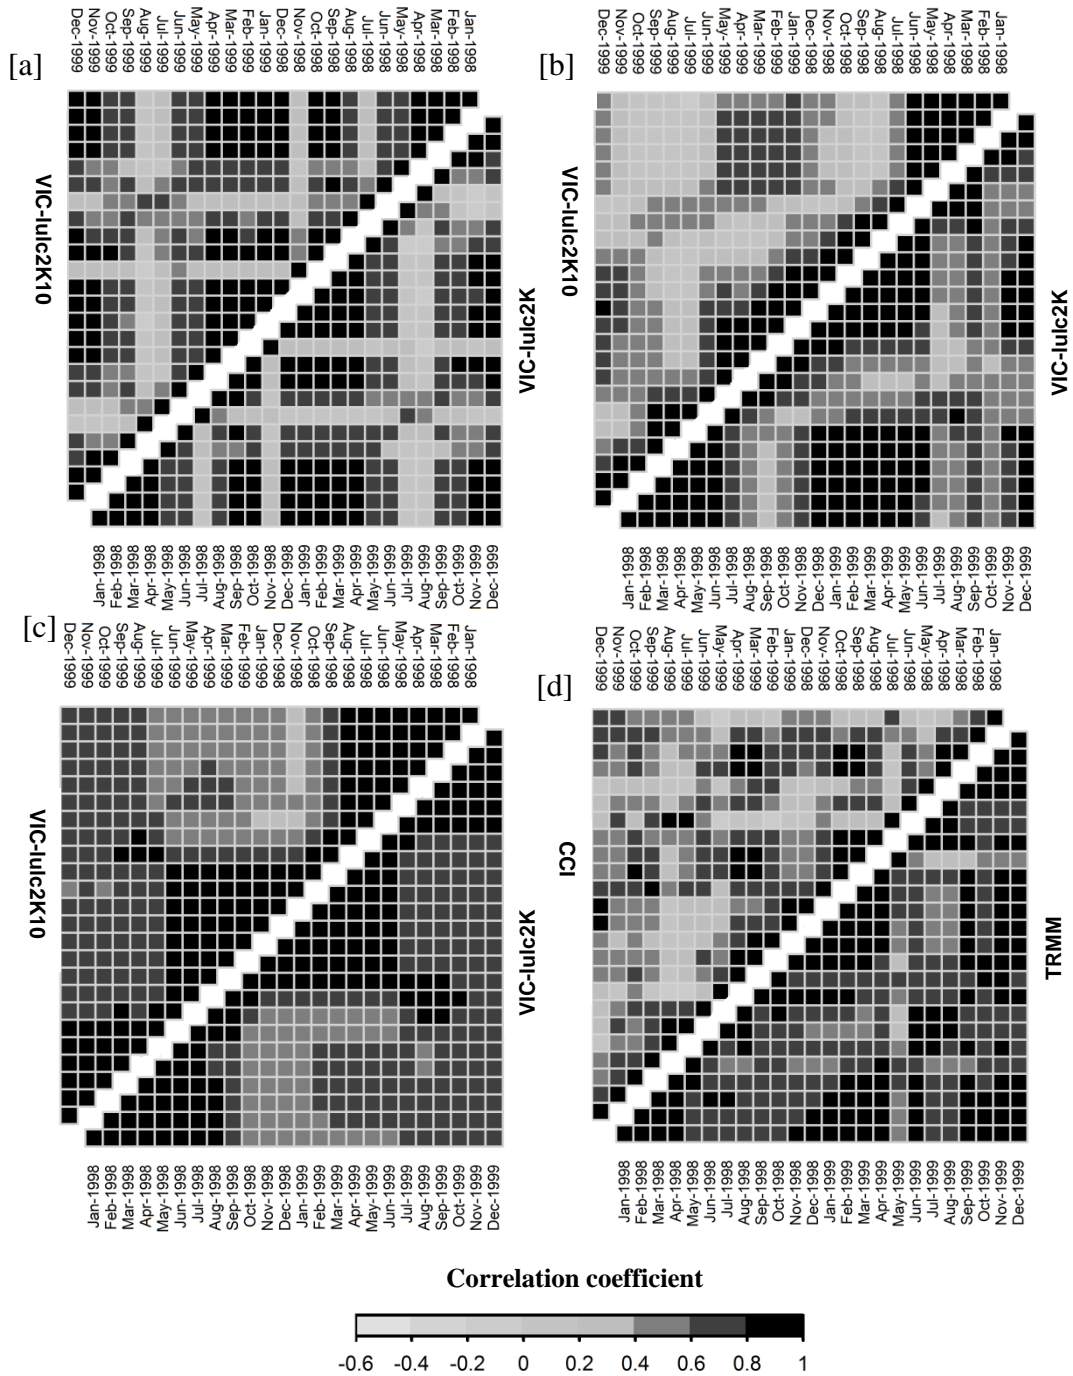 [a]
Dec-1999
Nov-1999
Oct-1999
Sep-1999
Aug-1999
Jul-1999
Jun-1999
May-1999
Apr-1999
Mar-1999
Feb-1999
Jan-1999
Dec-1998
Nov-1998
Oct-1998
Sep-1998
Aug-1998
Jul-1998
Jun-1998
May-1998
Apr-1998
Mar-1998
Feb-1998
Jan-1998
VIC-lulc2K10
VIC-lulc2K
Jan-1998
Feb-1998
Mar-1998
Apr-1998
May-1998
Jun-1998
Jul-1998
Aug-1998
Sep-1998
Oct-1998
Nov-1998
Dec-1998
Jan-1999
Feb-1999
Mar-1999
Apr-1999
May-1999
Jun-1999
Jul-1999
Aug-1999
Sep-1999
Oct-1999
Nov-1999
Dec-1999
[b]
Dec-1999
Nov-1999
Oct-1999
Sep-1999
Aug-1999
Jul-1999
Jun-1999
May-1999
Apr-1999
Mar-1999
Feb-1999
Jan-1999
Dec-1998
Nov-1998
Oct-1998
Sep-1998
Aug-1998
Jul-1998
Jun-1998
May-1998
Apr-1998
Mar-1998
Feb-1998
Jan-1998
VIC-lulc2K10
VIC-lulc2K
Jan-1998
Feb-1998
Mar-1998
Apr-1998
May-1998
Jun-1998
Jul-1998
Aug-1998
Sep-1998
Oct-1998
Nov-1998
Dec-1998
Jan-1999
Feb-1999
Mar-1999
Apr-1999
May-1999
Jun-1999
Jul-1999
Aug-1999
Sep-1999
Oct-1999
Nov-1999
Dec-1999
[c]
Dec-1999
Nov-1999
Oct-1999
Sep-1999
Aug-1999
Jul-1999
Jun-1999
May-1999
Apr-1999
Mar-1999
Feb-1999
Jan-1999
Dec-1998
Nov-1998
Oct-1998
Sep-1998
Aug-1998
Jul-1998
Jun-1998
May-1998
Apr-1998
Mar-1998
Feb-1998
Jan-1998
VIC-lulc2K10
VIC-lulc2K
Jan-1998
Feb-1998
Mar-1998
Apr-1998
May-1998
Jun-1998
Jul-1998
Aug-1998
Sep-1998
Oct-1998
Nov-1998
Dec-1998
Jan-1999
Feb-1999
Mar-1999
Apr-1999
May-1999
Jun-1999
Jul-1999
Aug-1999
Sep-1999
Oct-1999
Nov-1999
Dec-1999
[d]
Dec-1999
Nov-1999
Oct-1999
Sep-1999
Aug-1999
Jul-1999
Jun-1999
May-1999
Apr-1999
Mar-1999
Feb-1999
Jan-1999
Dec-1998
Nov-1998
Oct-1998
Sep-1998
Aug-1998
Jul-1998
Jun-1998
May-1998
Apr-1998
Mar-1998
Feb-1998
Jan-1998
CCI
TRMM
Jan-1998
Feb-1998
Mar-1998
Apr-1998
May-1998
Jun-1998
Jul-1998
Aug-1998
Sep-1998
Oct-1998
Nov-1998
Dec-1998
Jan-1999
Feb-1999
Mar-1999
Apr-1999
May-1999
Jun-1999
Jul-1999
Aug-1999
Sep-1999
Oct-1999
Nov-1999
Dec-1999
Correlation coefficient
-0.6 -0.4 -0.2 0 0.2 0.4 0.6 0.8 1